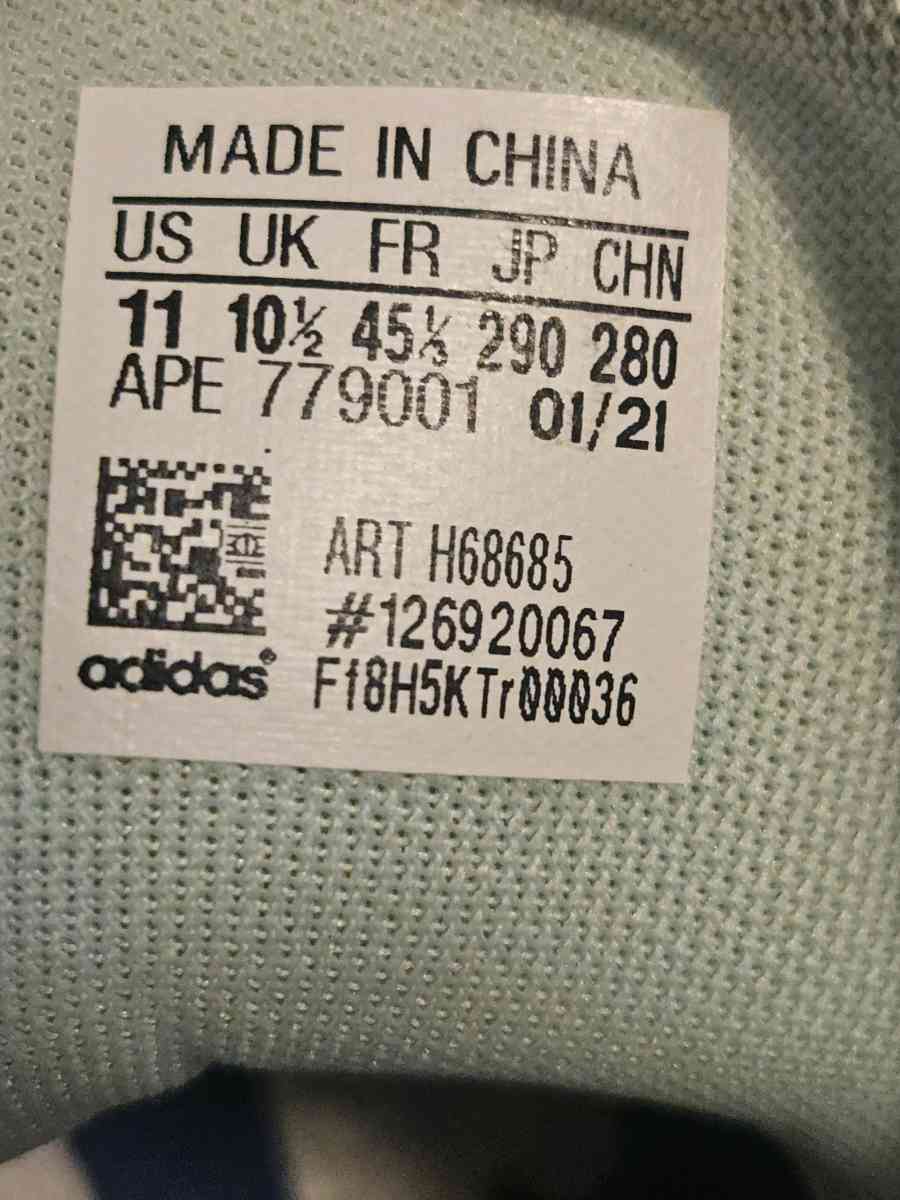 MADE IN CHINA
US UK FR JP CHN
11 10½ 45⅓ 290 280
APE 779001 01/21
ART H68685
#126920067
Ff8H5KTr00036
adidas®